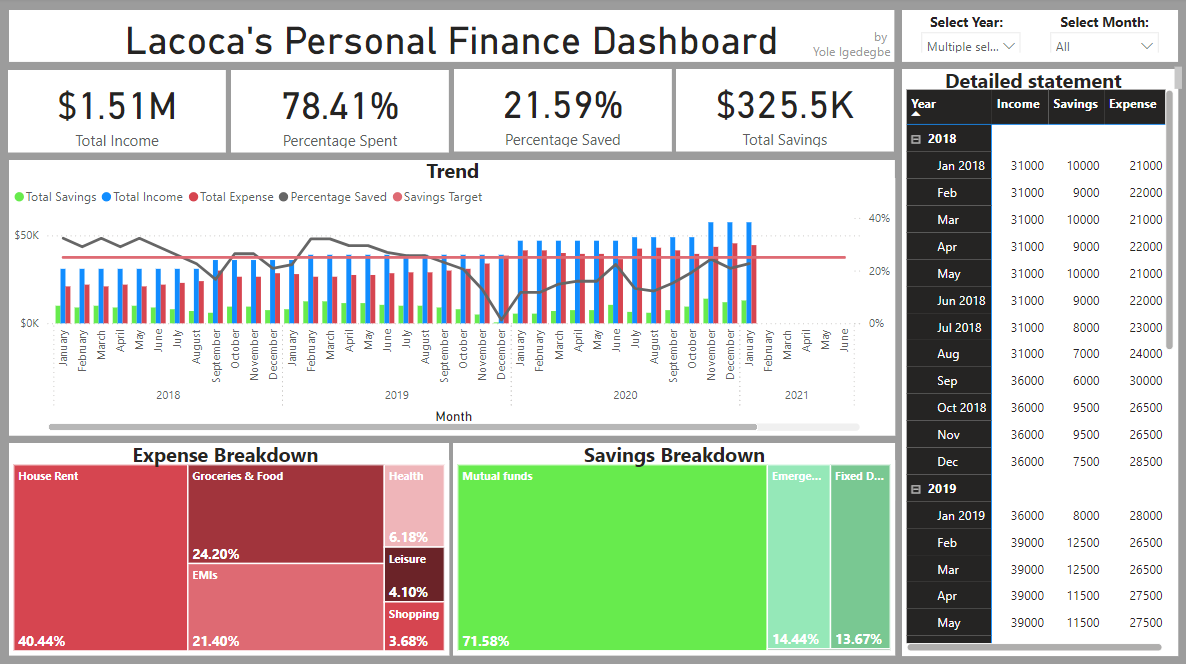 Lacoca's Personal Finance Dashboard
by
Yole Igedegbe
Select Year:
Multiple sel...
Select Month:
All
$1.51M
Total Income
78.41%
Percentage Spent
21.59%
Percentage Saved
$325.5K
Total Savings
Trend
Total Savings Total Income Total Expense Percentage Saved Savings Target
$50K
$0K
40%
20%
0%
January February March April May June July August September October November December January February March April May June July August September October November December January February March April May June July August September October November December January February March April May June
2018 2019 2020 2021
Month
Expense Breakdown
House Rent
40.44%
Groceries & Food
24.20%
EMIs
21.40%
Health
6.18%
Leisure
4.10%
Shopping
3.68%
Savings Breakdown
Mutual funds
71.58%
Emerge...
14.44%
Fixed D...
13.67%
Detailed statement
Year Income Savings Expense
2018
Jan 2018 31000 10000 21000
Feb 31000 9000 22000
Mar 31000 10000 21000
Apr 31000 9000 22000
May 31000 10000 21000
Jun 2018 31000 9000 22000
Jul 2018 31000 8000 23000
Aug 31000 7000 24000
Sep 36000 6000 30000
Oct 2018 36000 9500 26500
Nov 36000 9500 26500
Dec 36000 7500 28500
2019
Jan 2019 36000 8000 28000
Feb 39000 12500 26500
Mar 39000 12500 26500
Apr 39000 11500 27500
May 39000 11500 27500